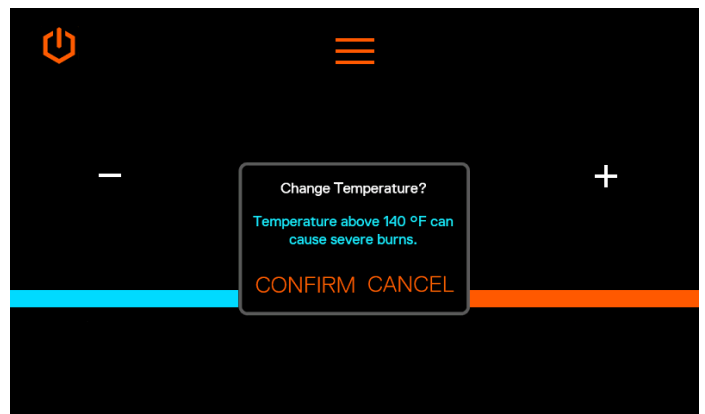 −
+
Change Temperature?
Temperature above 140 °F can
cause severe burns.
CONFIRM CANCEL